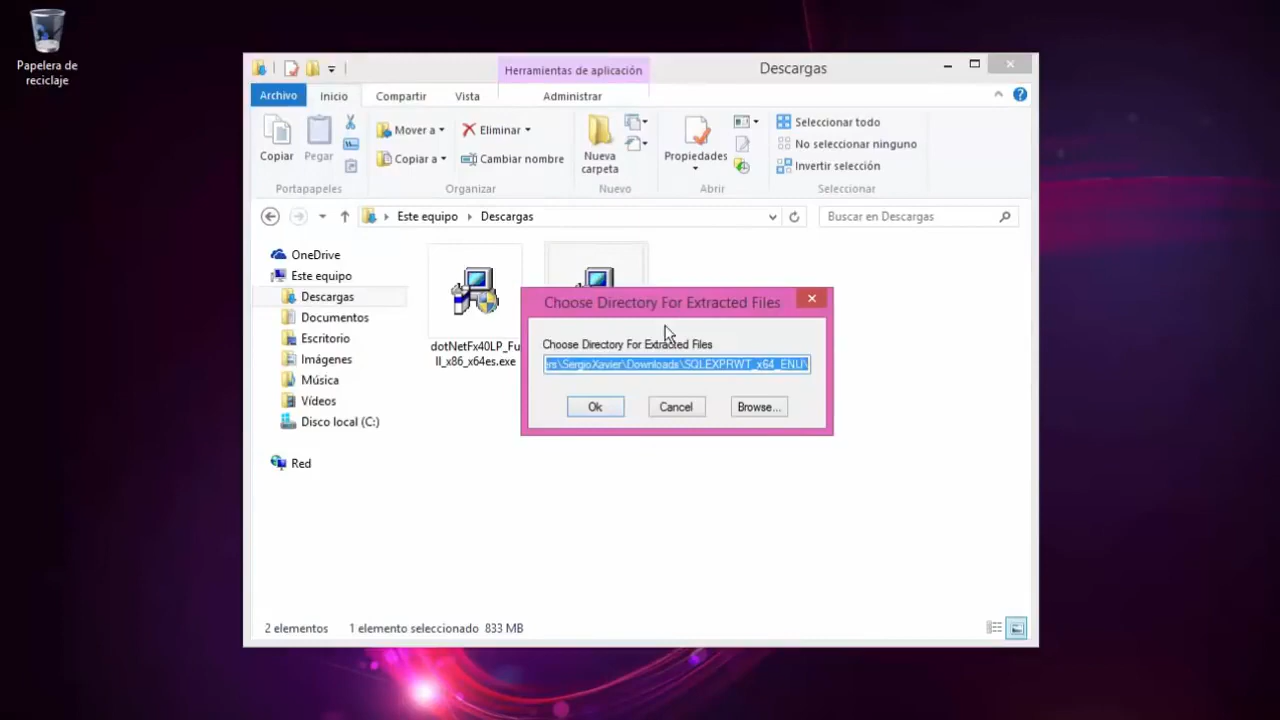 Papelera de
reciclaje
Herramientas de aplicación
Descargas
Archivo
Inicio
Compartir
Vista
Administrar
Copiar
Pegar
Mover a
Copiar a
Eliminar
Cambiar nombre
Nueva
carpeta
Propiedades
Seleccionar todo
No seleccionar ninguno
Invertir selección
Portapapeles
Organizar
Nuevo
Abrir
Seleccionar
Este equipo
Descargas
Buscar en Descargas
OneDrive
Este equipo
Descargas
Documentos
Escritorio
Imágenes
Música
Vídeos
Disco local (C:)
Red
dotNetFx40LP_Fu
ll_x86_x64es.exe
Choose Directory For Extracted Files
Choose Directory For Extracted Files
ers\SergioXavier\Downloads\SQLEXPRWT_x64_ENU\
Ok
Cancel
Browse...
2 elementos
1 elemento seleccionado 833 MB